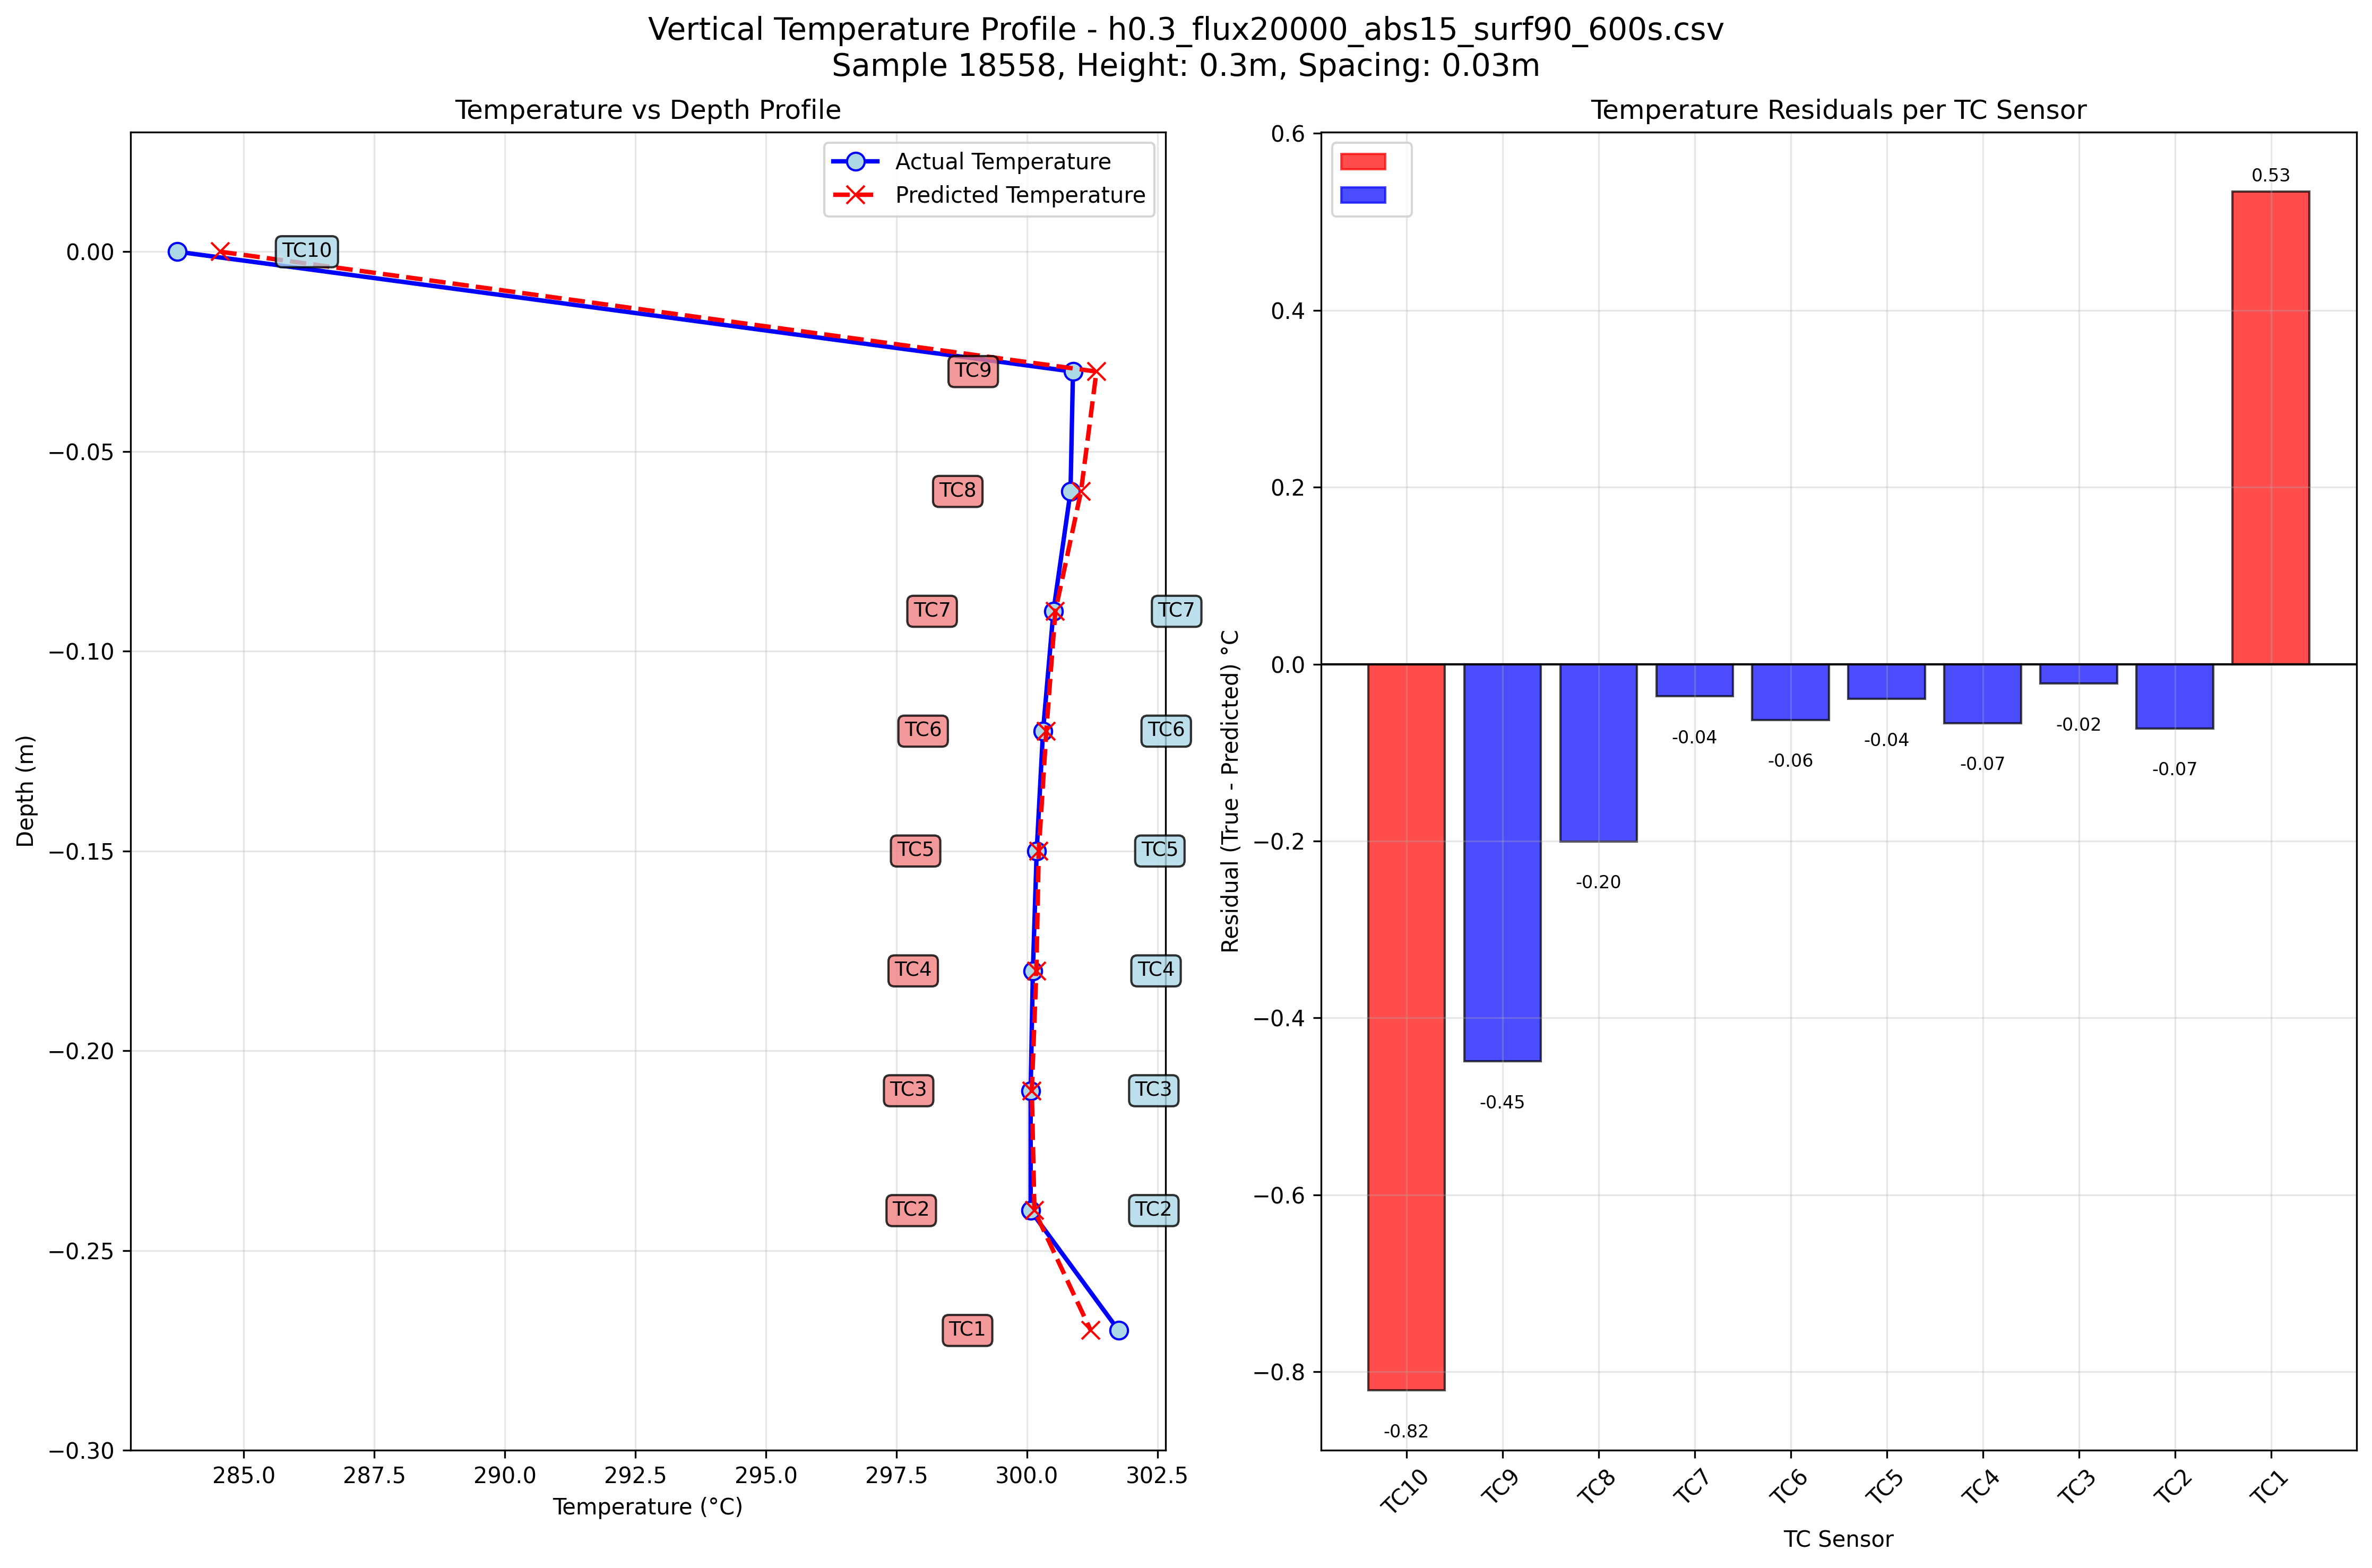 Vertical Temperature Profile - h0.3_flux20000_abs15_surf90_600s.csv
Sample 18558, Height: 0.3m, Spacing: 0.03m
Temperature vs Depth Profile
Actual Temperature
Predicted Temperature
TC10
TC9
TC8
TC7
TC7
TC6
TC6
TC5
TC5
TC4
TC4
TC3
TC3
TC2
TC2
TC1
0.00
−0.05
−0.10
−0.15
−0.20
−0.25
−0.30
Depth (m)
285.0 287.5 290.0 292.5 295.0 297.5 300.0 302.5
Temperature (°C)
Temperature Residuals per TC Sensor
0.6
0.4
0.2
0.0
−0.2
−0.4
−0.6
−0.8
Residual (True - Predicted) °C
-0.82
-0.45
-0.20
-0.04
-0.06
-0.04
-0.07
-0.02
-0.07
0.53
TC10 TC9 TC8 TC7 TC6 TC5 TC4 TC3 TC2 TC1
TC Sensor